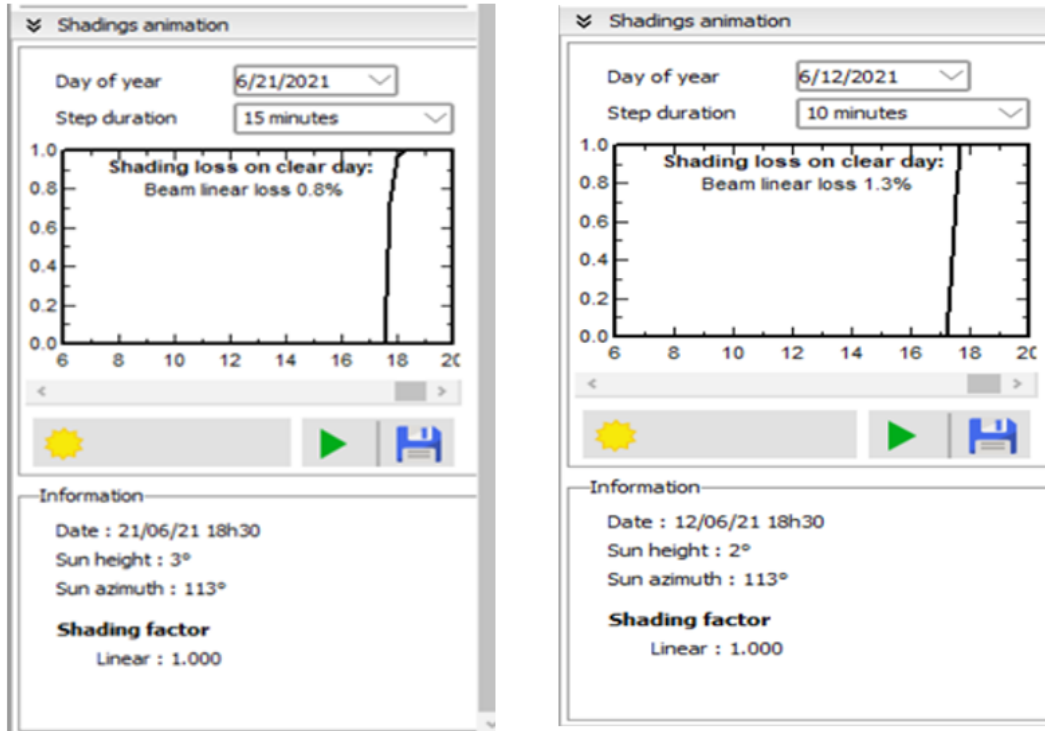 Shadings animation
Day of year 6/21/2021
Step duration 15 minutes
Shading loss on clear day:
Beam linear loss 0.8%
1.0
0.8
0.6
0.4
0.2
0.0
6 8 10 12 14 16 18 20
Information
Date : 21/06/21 18h30
Sun height : 3°
Sun azimuth : 113°
Shading factor
Linear : 1.000
Shadings animation
Day of year 6/12/2021
Step duration 10 minutes
Shading loss on clear day:
Beam linear loss 1.3%
1.0
0.8
0.6
0.4
0.2
0.0
6 8 10 12 14 16 18 20
Information
Date : 12/06/21 18h30
Sun height : 2°
Sun azimuth : 113°
Shading factor
Linear : 1.000